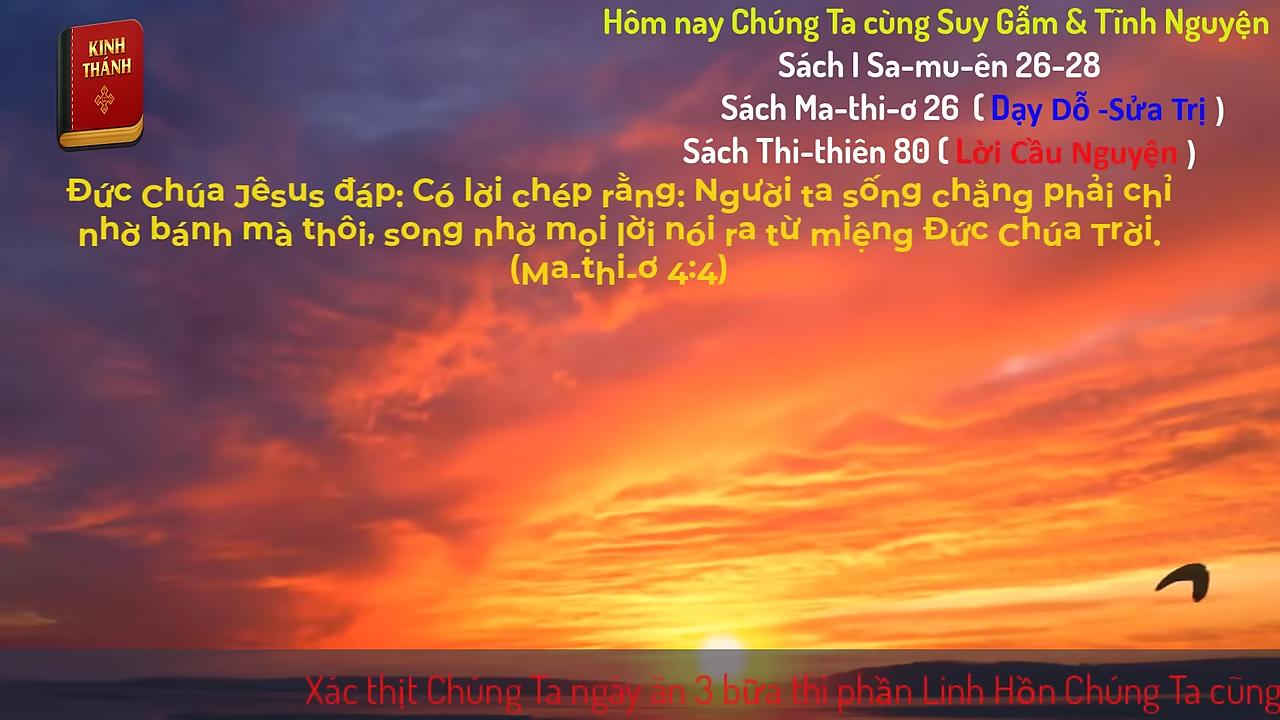 KINH
THÁNH
Hôm nay Chúng Ta cùng Suy Gẫm & Tĩnh Nguyện
Sách I Sa-mu-ên 26-28
Sách Ma-thi-ơ 26 ( Dạy Dỗ -Sửa Trị )
Sách Thi-thiên 80 ( Lời Cầu Nguyện )
Đức Chúa Jêsus đáp: Có lời chép rằng: Người ta sống chẳng phải chỉ
nhờ bánh mà thôi, song nhờ mọi lời nói ra từ miệng Đức Chúa Trời.
(Ma-thi-ơ 4:4)
Xác thịt Chúng Ta ngày ăn 3 bữa thì phần Linh Hồn Chúng Ta cũng